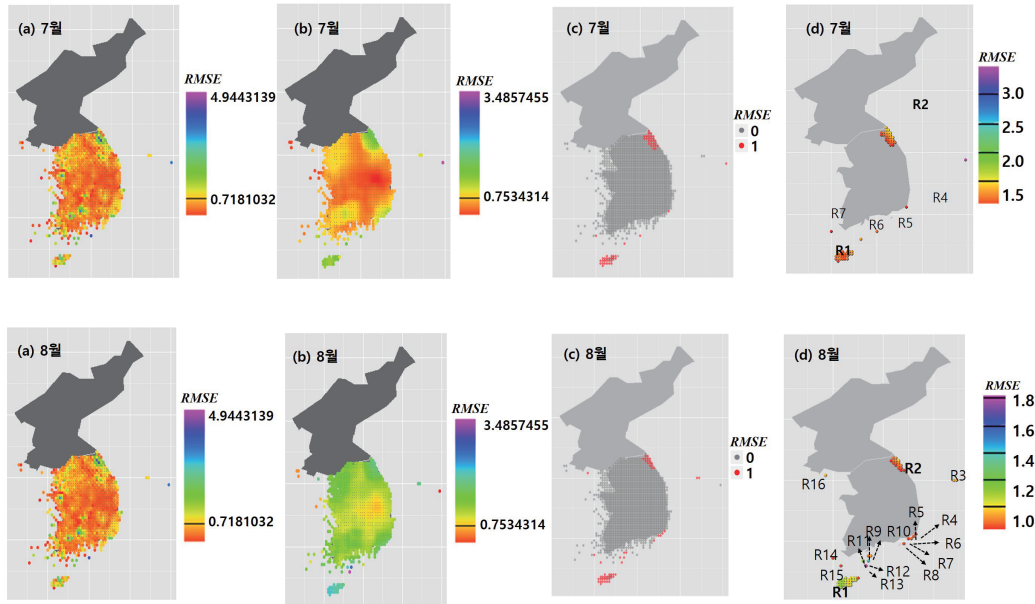 (a) 7월
RMSE
4.9443139
0.7181032
(b) 7월
RMSE
3.4857455
0.7534314
(c) 7월
RMSE
0
1
(d) 7월
R2
R4
R7
R6
R5
R1
RMSE
3.0
2.5
2.0
1.5
(a) 8월
RMSE
4.9443139
0.7181032
(b) 8월
RMSE
3.4857455
0.7534314
(c) 8월
RMSE
0
1
(d) 8월
R2
R3
R16
R5
R4
R9
R10
R11
R6
R7
R8
R14
R12
R15
R13
R1
RMSE
1.8
1.6
1.4
1.2
1.0